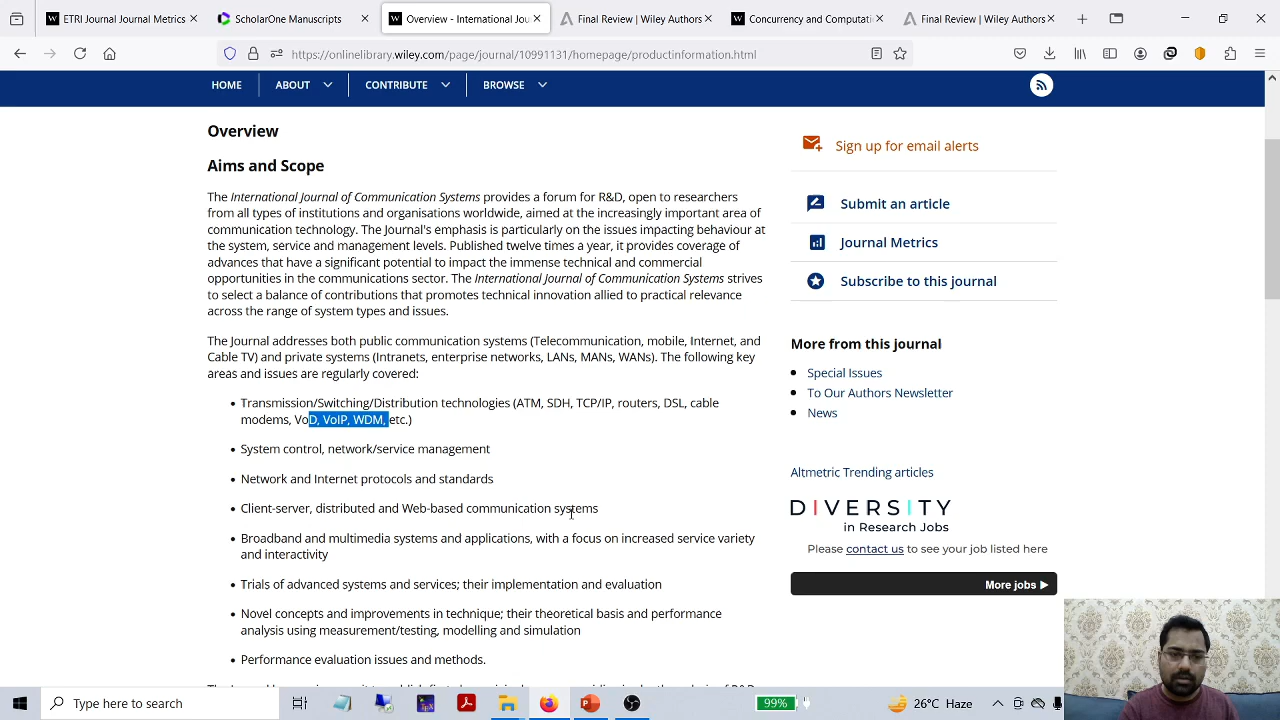 ETRI Journal Journal Metrics
ScholarOne Manuscripts
Overview - International Jou
Final Review | Wiley Authors
Concurrency and Computati
Final Review | Wiley Authors
https://onlinelibrary.wiley.com/page/journal/10991131/homepage/productinformation.html
HOME ABOUT CONTRIBUTE BROWSE
Overview
Aims and Scope
The International Journal of Communication Systems provides a forum for R&D, open to researchers
from all types of institutions and organisations worldwide, aimed at the increasingly important area of
communication technology. The Journal's emphasis is particularly on the issues impacting behaviour at
the system, service and management levels. Published twelve times a year, it provides coverage of
advances that have a significant potential to impact the immense technical and commercial
opportunities in the communications sector. The International Journal of Communication Systems strives
to select a balance of contributions that promotes technical innovation allied to practical relevance
across the range of system types and issues.
The Journal addresses both public communication systems (Telecommunication, mobile, Internet, and
Cable TV) and private systems (Intranets, enterprise networks, LANs, MANs, WANs). The following key
areas and issues are regularly covered:
• Transmission/Switching/Distribution technologies (ATM, SDH, TCP/IP, routers, DSL, cable
modems, VoD, VoIP, WDM, etc.)
• System control, network/service management
• Network and Internet protocols and standards
• Client-server, distributed and Web-based communication systems
• Broadband and multimedia systems and applications, with a focus on increased service variety
and interactivity
• Trials of advanced systems and services; their implementation and evaluation
• Novel concepts and improvements in technique; their theoretical basis and performance
analysis using measurement/testing, modelling and simulation
• Performance evaluation issues and methods.
Sign up for email alerts
Submit an article
Journal Metrics
Subscribe to this journal
More from this journal
• Special Issues
• To Our Authors Newsletter
• News
Altmetric Trending articles
DIVERSITY
in Research Jobs
Please contact us to see your job listed here
More jobs
Type here to search
99%
26°C Haze